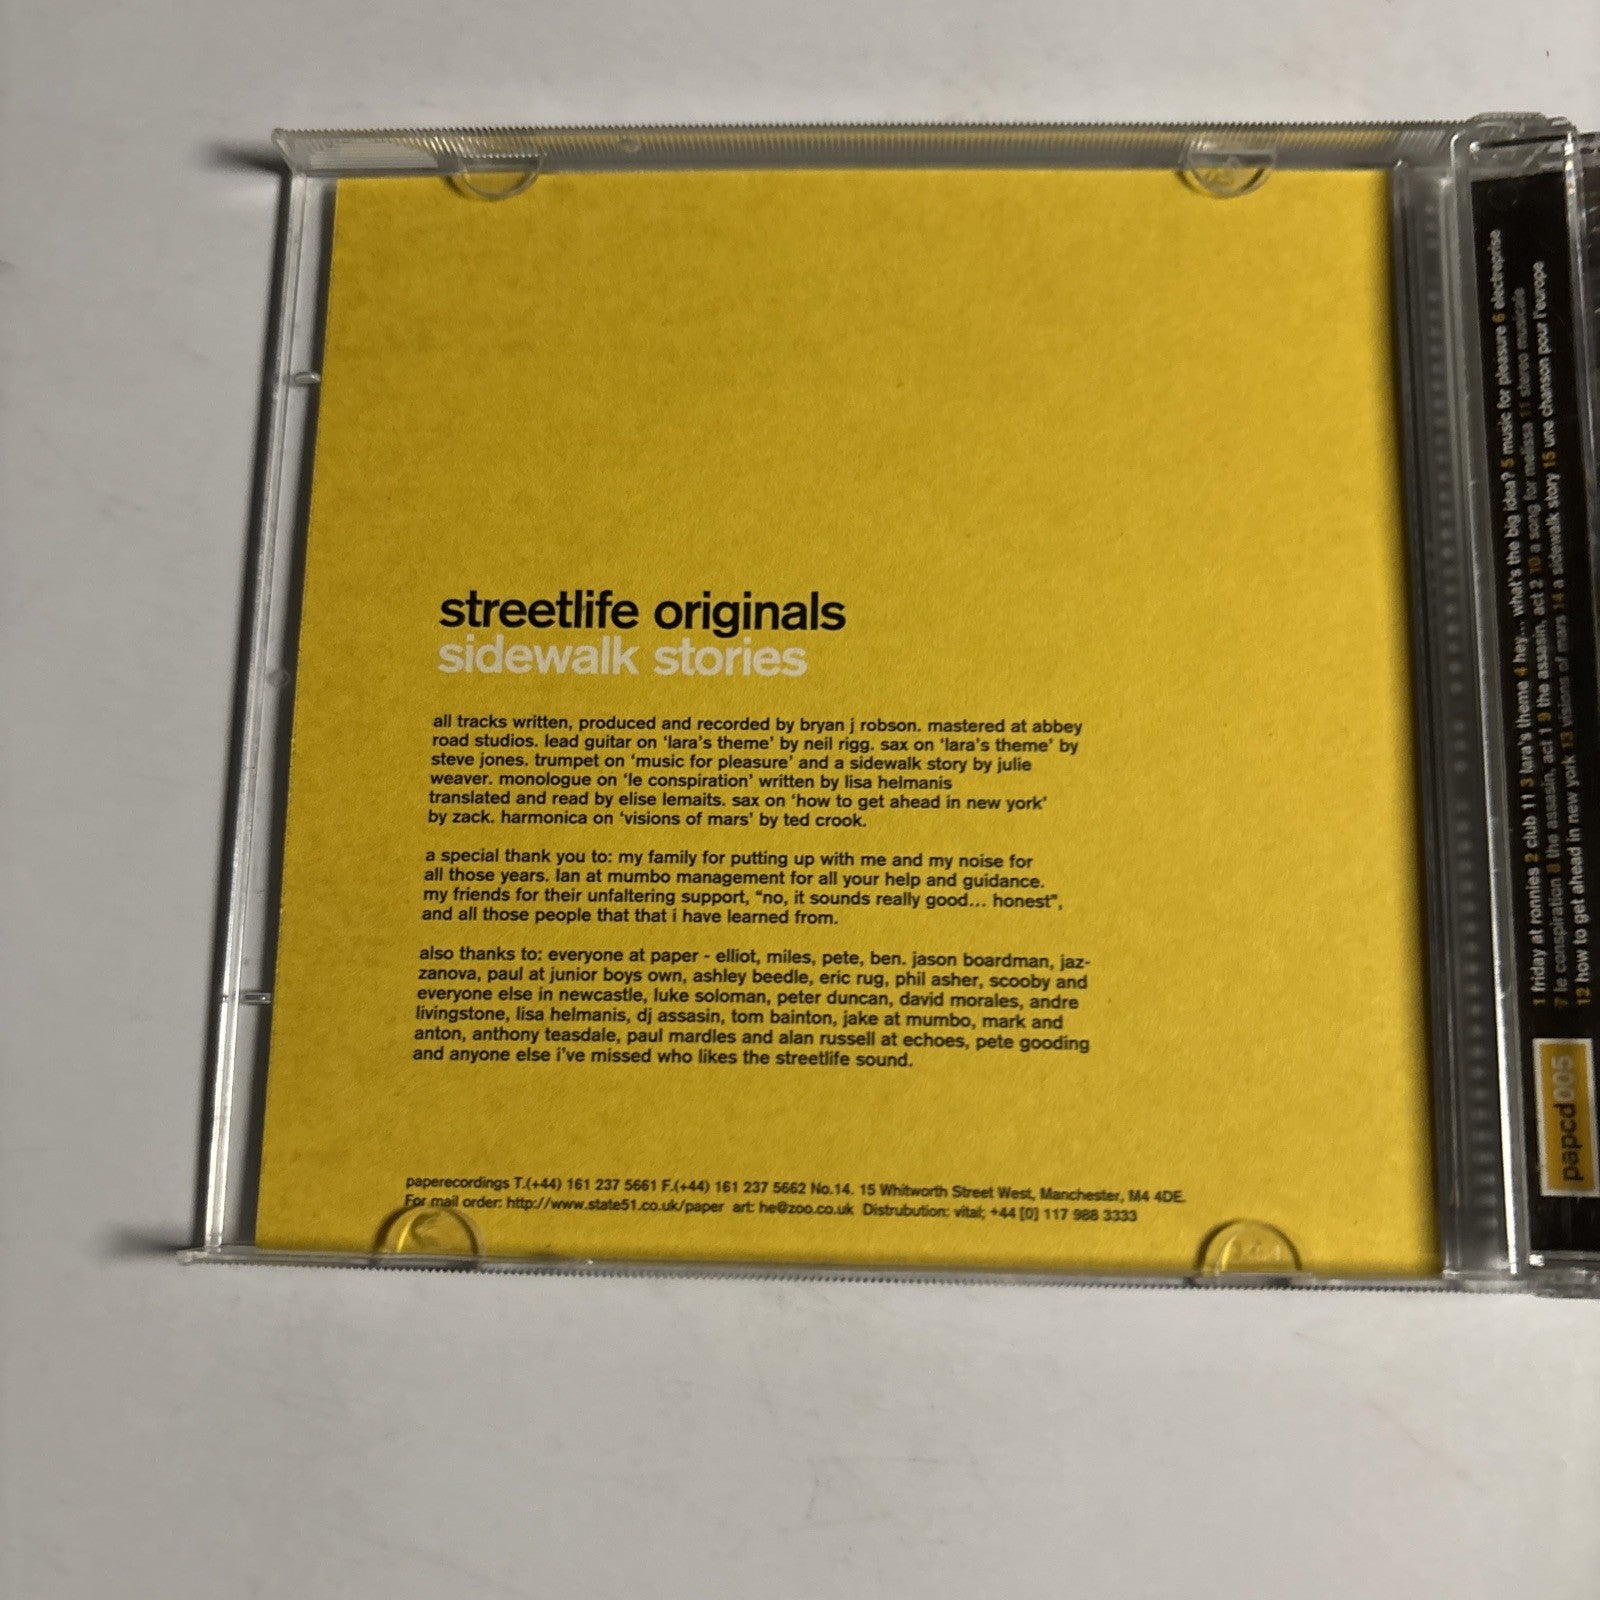 streetlife originals
sidewalk stories
all tracks written, produced and recorded by bryan j robson. mastered at abbey
road studios. lead guitar on ‘lara’s theme’ by neil rigg. sax on ‘lara’s theme’ by
steve jones. trumpet on ‘music for pleasure’ and a sidewalk story by julie
weaver. monologue on ‘le conspiration’ written by lisa helmanis
translated and read by elise lemaits. sax on ‘how to get ahead in new york’
by zack. harmonica on ‘visions of mars’ by ted crook.
a special thank you to: my family for putting up with me and my noise for
all those years. Ian at mumbo management for all your help and guidance.
my friends for their unfaltering support, “no, it sounds really good... honest”,
and all those people that that i have learned from.
also thanks to: everyone at paper - elliot, miles, pete, ben. jason boardman, jaz-
zanova, paul at junior boys own, ashley beedle, eric rug, phil asher, scooby and
everyone else in newcastle, luke soloman, peter duncan, david morales, andre
livingstone, lisa helmanis, dj assasin, tom bainton, jake at mumbo, mark and
anton, anthony teasdale, paul mardles and alan russell at echoes, pete gooding
and anyone else i’ve missed who likes the streetlife sound.
paperecordings T.(+44) 161 237 5661 F.(+44) 161 237 5662 No.14. 15 Whitworth Street West, Manchester, M4 4DE.
For mail order: http://www.state51.co.uk/paper art: he@zoo.co.uk Distrubution: vital; +44 [0] 117 988 3333
1 friday at ronnies 2 club 11 3 lara's theme 4 hey... what's the big idea? 5 music for pleasure 6 electreprise
7 le conspiration 8 the assasin, act 1 9 the assasin, act 2 10 a song for melissa 11 stereo musicale
12 how to get ahead in new york 13 visions of mars 14 a sidewalk story 15 une chanson pour l'europe
papcd005